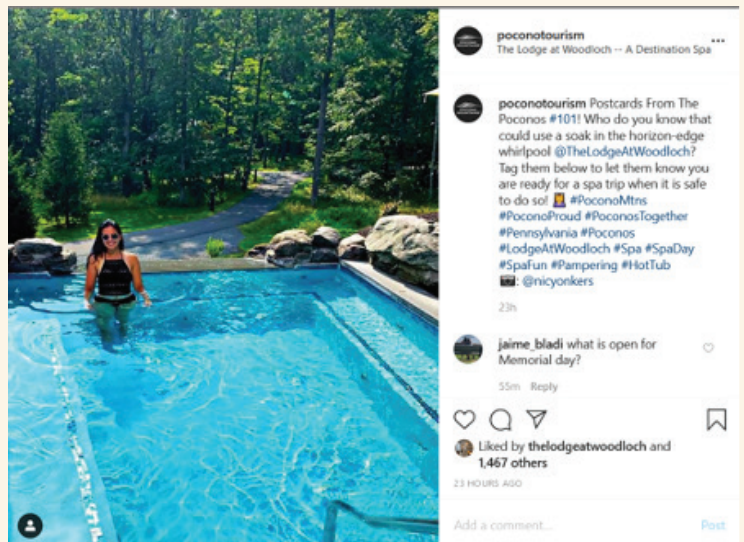 poconotourism
The Lodge at Woodloch -- A Destination Spa
poconotourism Postcards From The
Poconos #101! Who do you know that
could use a soak in the horizon-edge
whirlpool @TheLodgeAtWoodloch?
Tag them below to let them know you
are ready for a spa trip when it is safe
to do so! 💆‍♀️ #PoconoMtns
#PoconoProud #PoconosTogether
#Pennsylvania #Poconos
#LodgeAtWoodloch #Spa #SpaDay
#SpaFun #Pampering #HotTub
📷: @nicyonkers
23h
jaime_bladi what is open for
Memorial day?
55m Reply
Liked by thelodgeatwoodloch and
1,467 others
23 HOURS AGO
Add a comment... Post